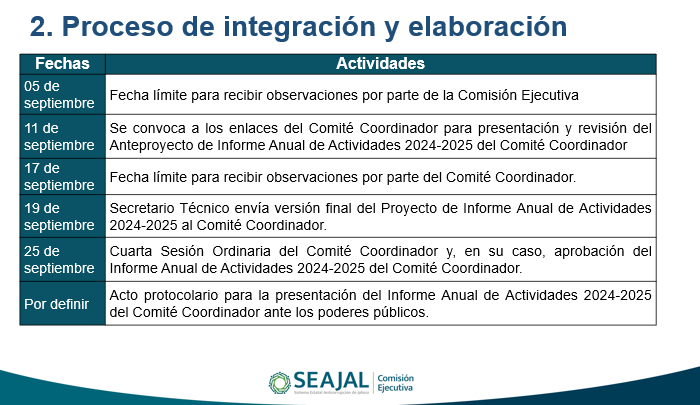 2. Proceso de integración y elaboración
Fechas Actividades
05 de
septiembre
Fecha límite para recibir observaciones por parte de la Comisión Ejecutiva
11 de
septiembre
Se convoca a los enlaces del Comité Coordinador para presentación y revisión del
Anteproyecto de Informe Anual de Actividades 2024-2025 del Comité Coordinador
17 de
septiembre
Fecha límite para recibir observaciones por parte del Comité Coordinador.
19 de
septiembre
Secretario Técnico envía versión final del Proyecto de Informe Anual de Actividades
2024-2025 al Comité Coordinador.
25 de
septiembre
Cuarta Sesión Ordinaria del Comité Coordinador y, en su caso, aprobación del
Informe Anual de Actividades 2024-2025 del Comité Coordinador.
Por definir
Acto protocolario para la presentación del Informe Anual de Actividades 2024-2025
del Comité Coordinador ante los poderes públicos.
SEAJAL
Sistema Estatal Anticorrupción de Jalisco
Comisión
Ejecutiva